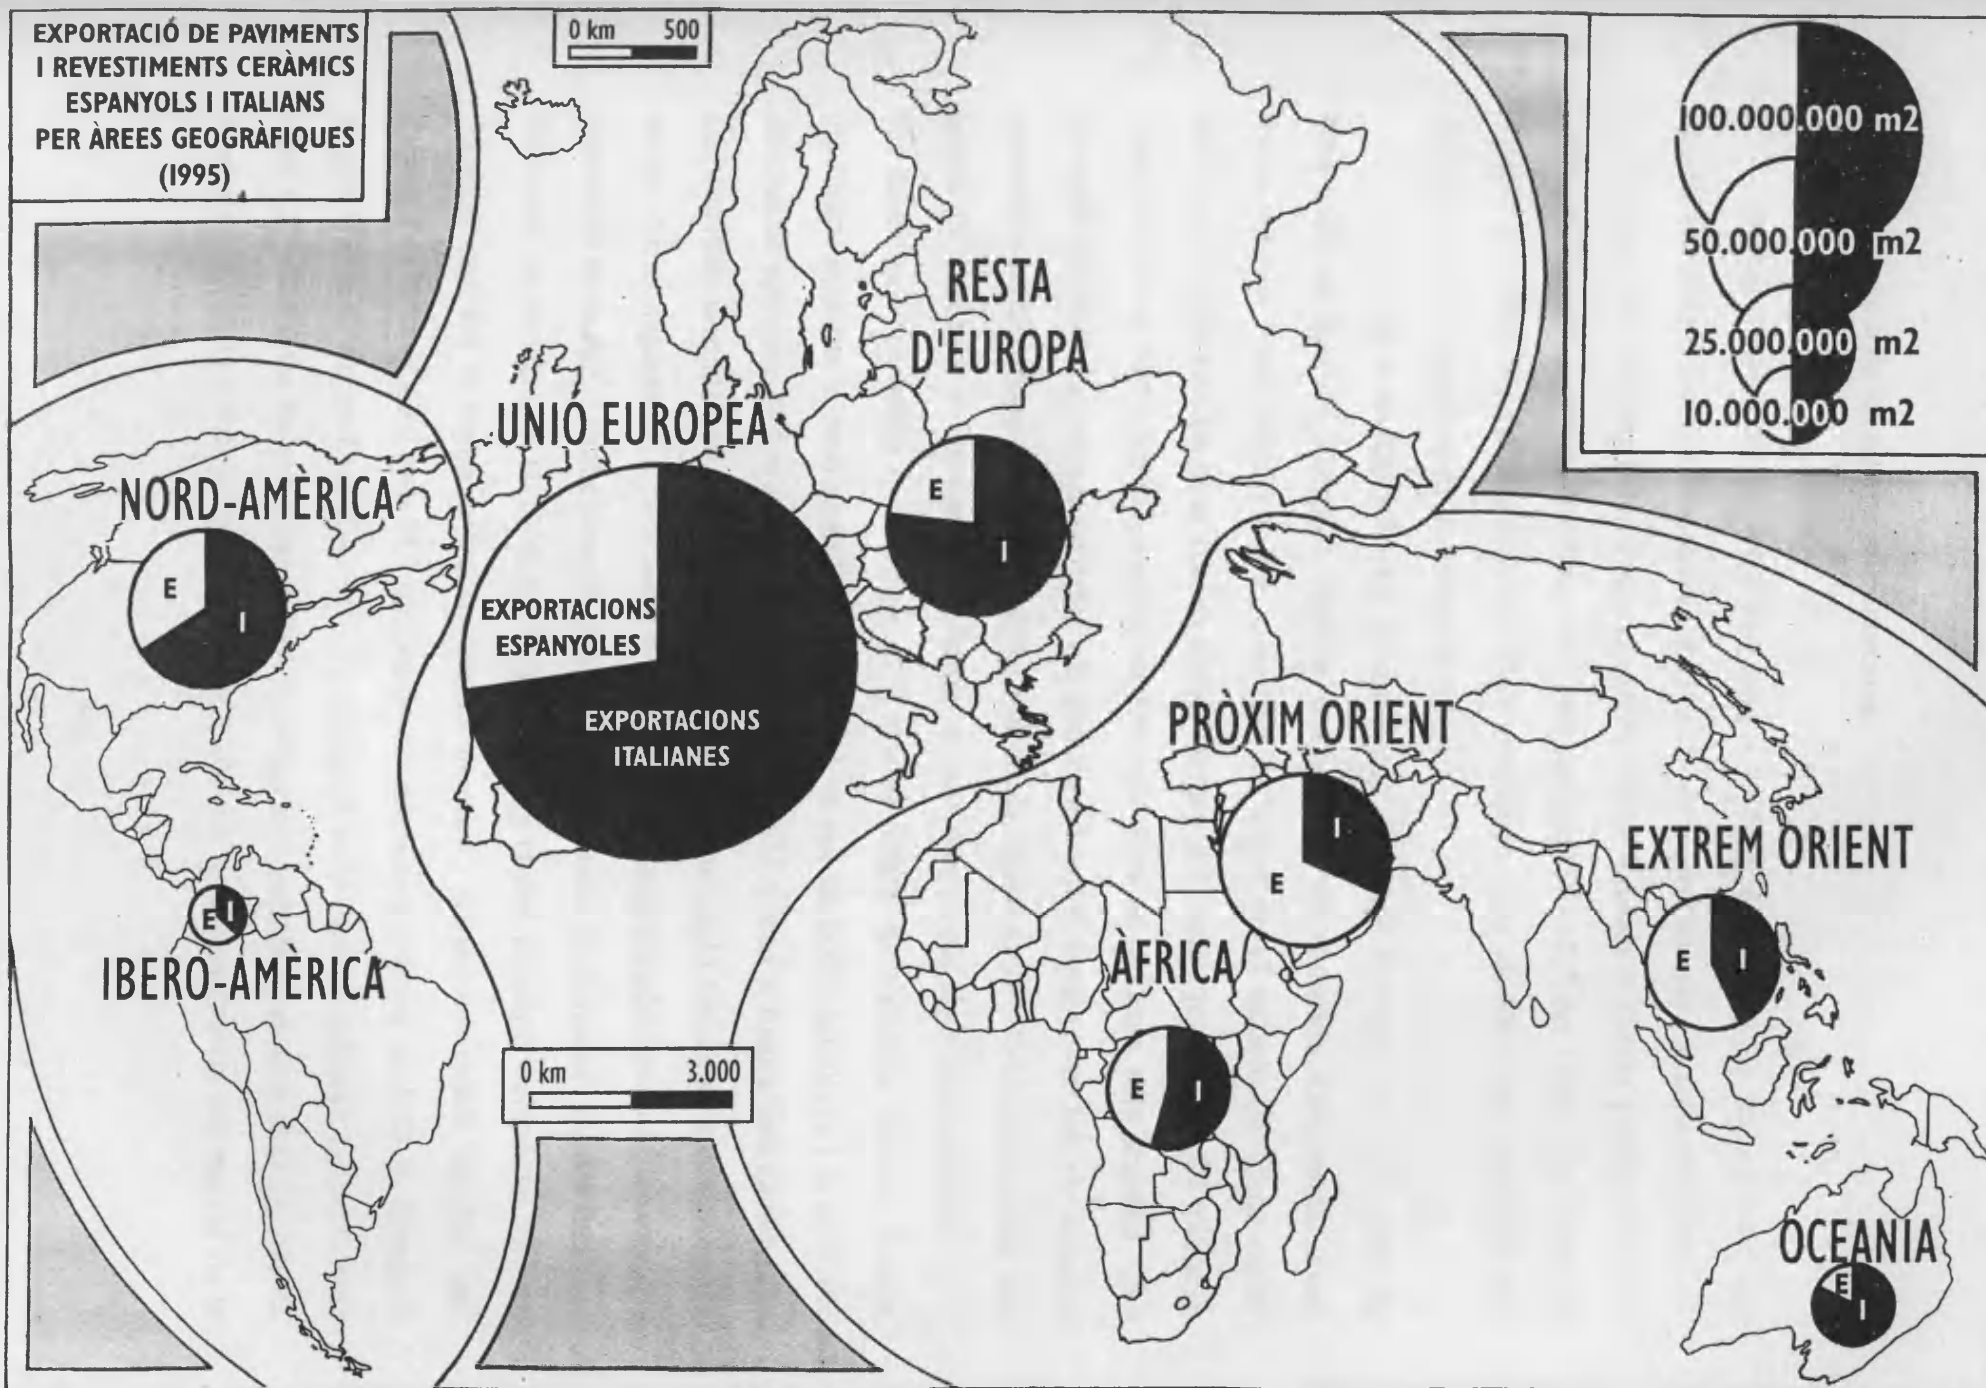 EXPORTACIÓ DE PAVIMENTS
I REVESTIMENTS CERÀMICS
ESPANYOLS I ITALIANS
PER ÀREES GEOGRÀFIQUES
(1995)
0 km 500
100.000.000 m2
50.000.000 m2
25.000.000 m2
10.000.000 m2
RESTA
D'EUROPA
E
I
UNIO EUROPEA
EXPORTACIONS
ESPANYOLES
EXPORTACIONS
ITALIANES
NORD-AMÈRICA
E
I
PRÒXIM ORIENT
I
E
EXTREM ORIENT
E
I
E
I
IBERO-AMÈRICA
ÀFRICA
E
I
0 km 3.000
OCEANIA
E
I